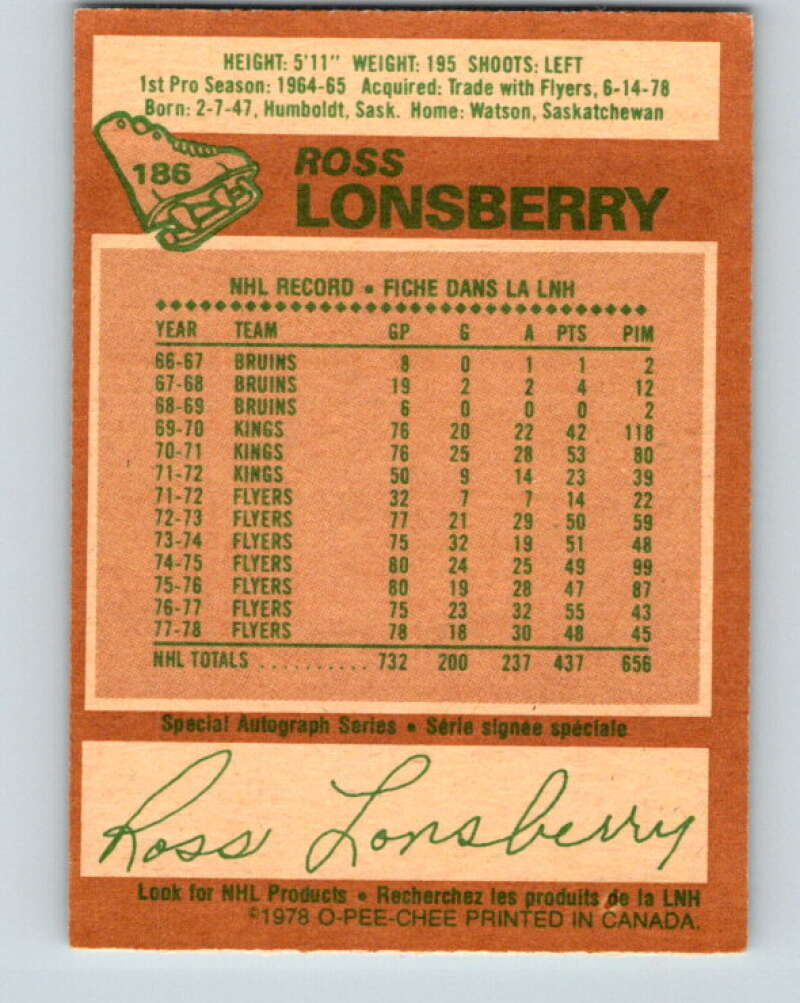 HEIGHT: 5'11" WEIGHT: 195 SHOOTS: LEFT
1st Pro Season: 1964-65 Acquired: Trade with Flyers, 6-14-78
Born: 2-7-47, Humboldt, Sask. Home: Watson, Saskatchewan
186
ROSS
LONSBERRY
NHL RECORD • FICHE DANS LA LNH
YEAR TEAM GP G A PTS PIM
66-67 BRUINS 8 0 1 1 2
67-68 BRUINS 19 2 2 4 12
68-69 BRUINS 6 0 0 0 2
69-70 KINGS 76 20 22 42 118
70-71 KINGS 76 25 28 53 80
71-72 KINGS 50 9 14 23 39
71-72 FLYERS 32 7 7 14 22
72-73 FLYERS 77 21 29 50 59
73-74 FLYERS 75 32 19 51 48
74-75 FLYERS 80 24 25 49 99
75-76 FLYERS 80 19 28 47 87
76-77 FLYERS 75 23 32 55 43
77-78 FLYERS 78 18 30 48 45
NHL TOTALS .......... 732 200 237 437 656
Special Autograph Series • Série signée spéciale
Ross Lonsberry
Look for NHL Products • Recherchez les produits de la LNH
©1978 O-PEE-CHEE PRINTED IN CANADA.